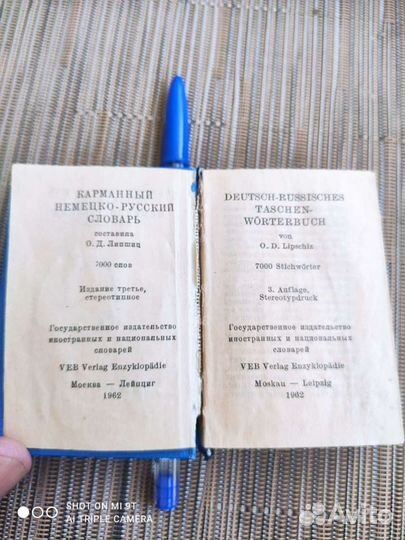 КАРМАННЫЙ
НЕМЕЦКО-РУССКИЙ
СЛОВАРЬ
составила
О. Д. Липшиц
7000 слов
Издание третье,
стереотипное
Государственное издательство
иностранных и национальных
словарей
VEB Verlag Enzyklopädie
Москва — Лейпциг
1962
DEUTSCH-RUSSISCHES
TASCHEN-
WÖRTERBUCH
von
O. D. Lipschiz
7000 Stichwörter
3. Auflage,
Stereotypdruck
Государственное издательство
иностранных и национальных
словарей
VEB Verlag Enzyklopädie
Moskau — Leipzig
1962
SHOT ON MI 9T
AI TRIPLE CAMERA
Avito